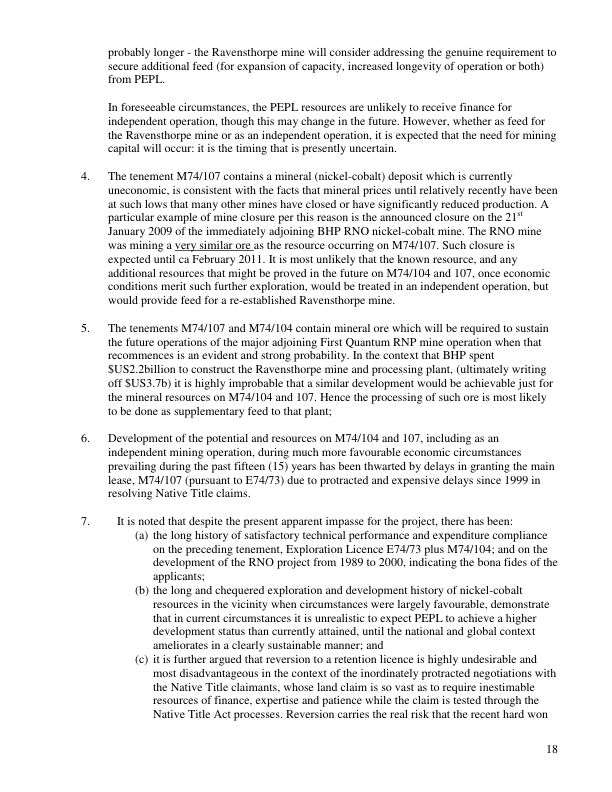 probably longer - the Ravensthorpe mine will consider addressing the genuine requirement to
secure additional feed (for expansion of capacity, increased longevity of operation or both)
from PEPL.
In foreseeable circumstances, the PEPL resources are unlikely to receive finance for
independent operation, though this may change in the future. However, whether as feed for
the Ravensthorpe mine or as an independent operation, it is expected that the need for mining
capital will occur: it is the timing that is presently uncertain.
4. The tenement M74/107 contains a mineral (nickel-cobalt) deposit which is currently
uneconomic, is consistent with the facts that mineral prices until relatively recently have been
at such lows that many other mines have closed or have significantly reduced production. A
particular example of mine closure per this reason is the announced closure on the 21st
January 2009 of the immediately adjoining BHP RNO nickel-cobalt mine. The RNO mine
was mining a very similar ore as the resource occurring on M74/107. Such closure is
expected until ca February 2011. It is most unlikely that the known resource, and any
additional resources that might be proved in the future on M74/104 and 107, once economic
conditions merit such further exploration, would be treated in an independent operation, but
would provide feed for a re-established Ravensthorpe mine.
5. The tenements M74/107 and M74/104 contain mineral ore which will be required to sustain
the future operations of the major adjoining First Quantum RNP mine operation when that
recommences is an evident and strong probability. In the context that BHP spent
$US2.2billion to construct the Ravensthorpe mine and processing plant, (ultimately writing
off $US3.7b) it is highly improbable that a similar development would be achievable just for
the mineral resources on M74/104 and 107. Hence the processing of such ore is most likely
to be done as supplementary feed to that plant;
6. Development of the potential and resources on M74/104 and 107, including as an
independent mining operation, during much more favourable economic circumstances
prevailing during the past fifteen (15) years has been thwarted by delays in granting the main
lease, M74/107 (pursuant to E74/73) due to protracted and expensive delays since 1999 in
resolving Native Title claims.
7. It is noted that despite the present apparent impasse for the project, there has been:
(a) the long history of satisfactory technical performance and expenditure compliance
on the preceding tenement, Exploration Licence E74/73 plus M74/104; and on the
development of the RNO project from 1989 to 2000, indicating the bona fides of the
applicants;
(b) the long and chequered exploration and development history of nickel-cobalt
resources in the vicinity when circumstances were largely favourable, demonstrate
that in current circumstances it is unrealistic to expect PEPL to achieve a higher
development status than currently attained, until the national and global context
ameliorates in a clearly sustainable manner; and
(c) it is further argued that reversion to a retention licence is highly undesirable and
most disadvantageous in the context of the inordinately protracted negotiations with
the Native Title claimants, whose land claim is so vast as to require inestimable
resources of finance, expertise and patience while the claim is tested through the
Native Title Act processes. Reversion carries the real risk that the recent hard won
18